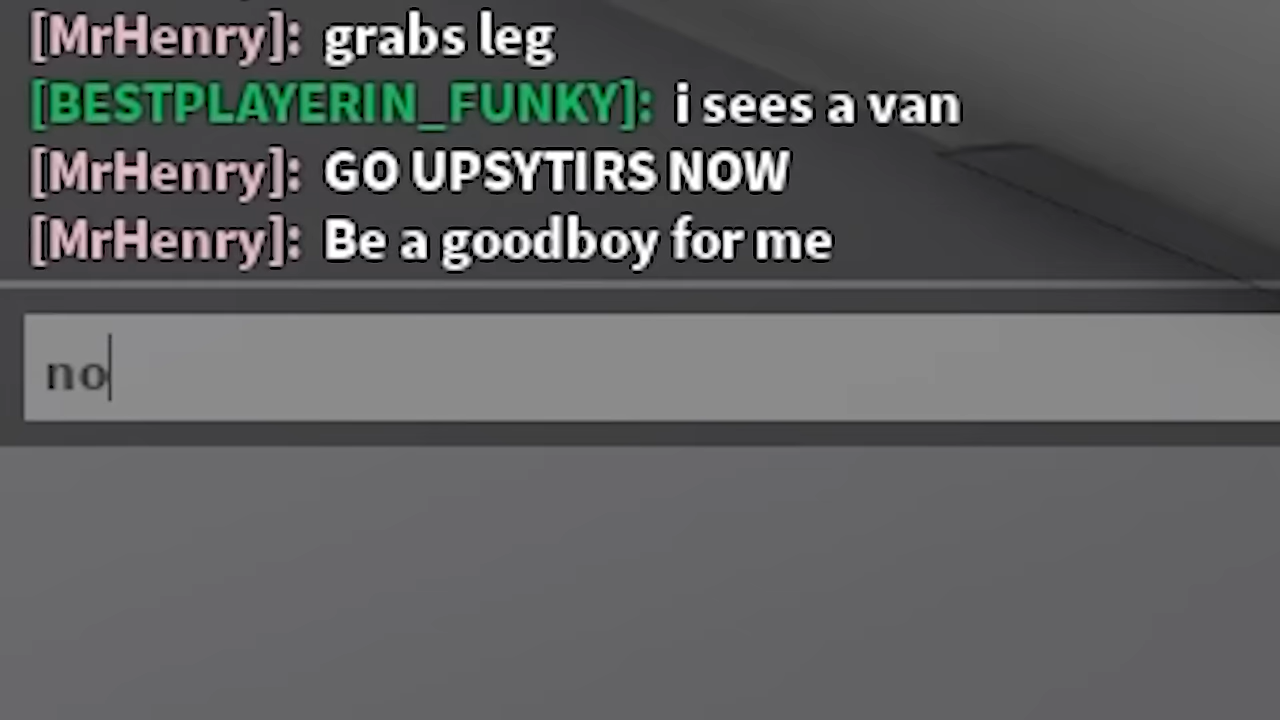 [MrHenry]: grabs leg
[BESTPLAYERIN_FUNKY]: i sees a van
[MrHenry]: GO UPSYTIRS NOW
[MrHenry]: Be a goodboy for me
no